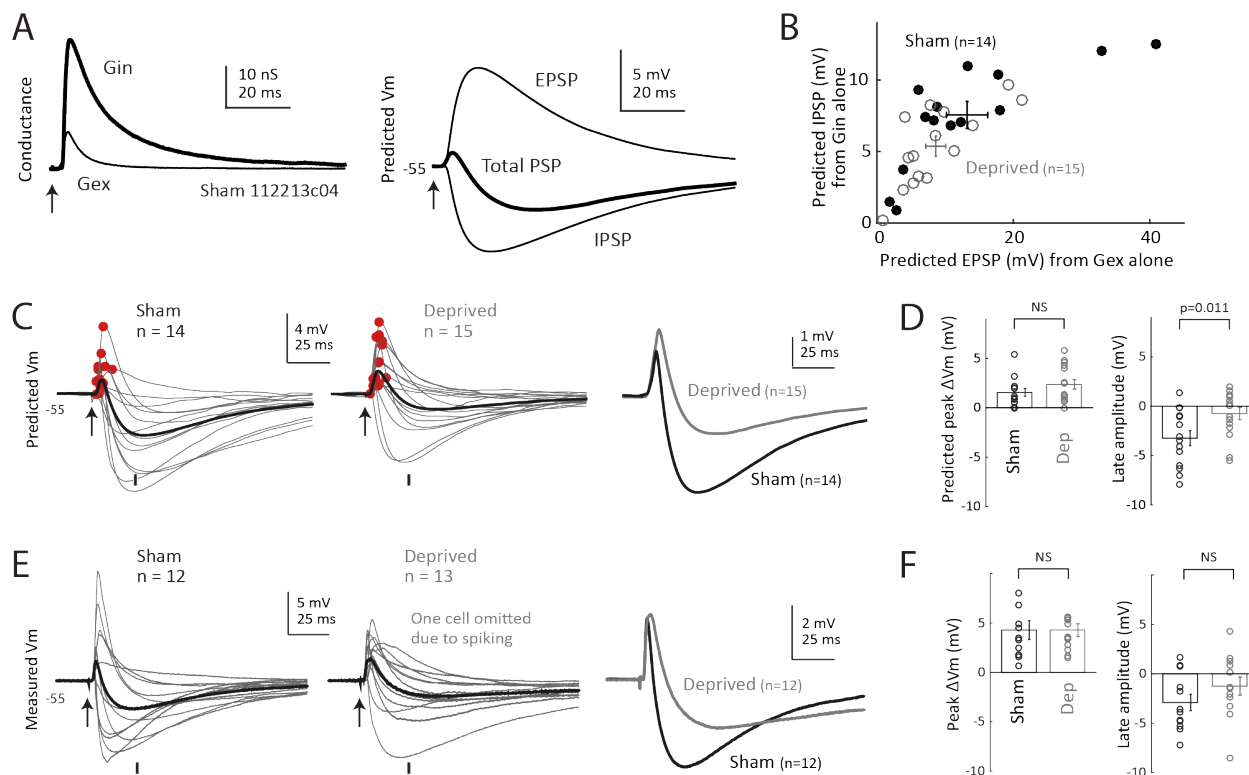 A
Conductance
Gin
Gex
10 nS
20 ms
Sham 112213c04
Predicted Vm
-55
EPSP
Total PSP
IPSP
5 mV
20 ms
B
Predicted IPSP (mV)
from Gin alone
10
5
0
0
20
40
Sham (n=14)
Deprived (n=15)
Predicted EPSP (mV) from Gex alone
C
Predicted Vm
-55
Sham
n = 14
4 mV
25 ms
Deprived
n = 15
1 mV
25 ms
Deprived (n=15)
Sham (n=14)
D
Predicted peak ΔVm (mV)
NS
5
0
-5
-10
Sham
Dep
Late amplitude (mV)
p=0.011
5
0
-5
-10
E
Measured Vm
-55
Sham
n = 12
5 mV
25 ms
Deprived
n = 13
One cell omitted
due to spiking
2 mV
25 ms
Deprived (n=12)
Sham (n=12)
F
Peak ΔVm (mV)
NS
5
0
-5
-10
Sham
Dep
Late amplitude (mV)
NS
5
0
-5
-10